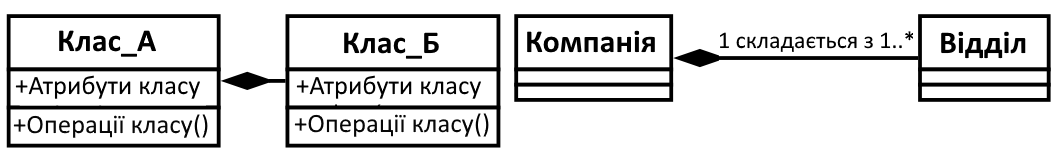 Клас_А
+Атрибути класу
+Операції класу()
Клас_Б
+Атрибути класу
+Операції класу()
Компанія
1 складається з 1..*
Відділ